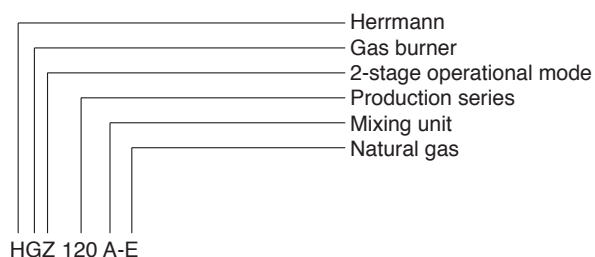 Herrmann
Gas burner
2-stage operational mode
Production series
Mixing unit
Natural gas
HGZ 120 A-E